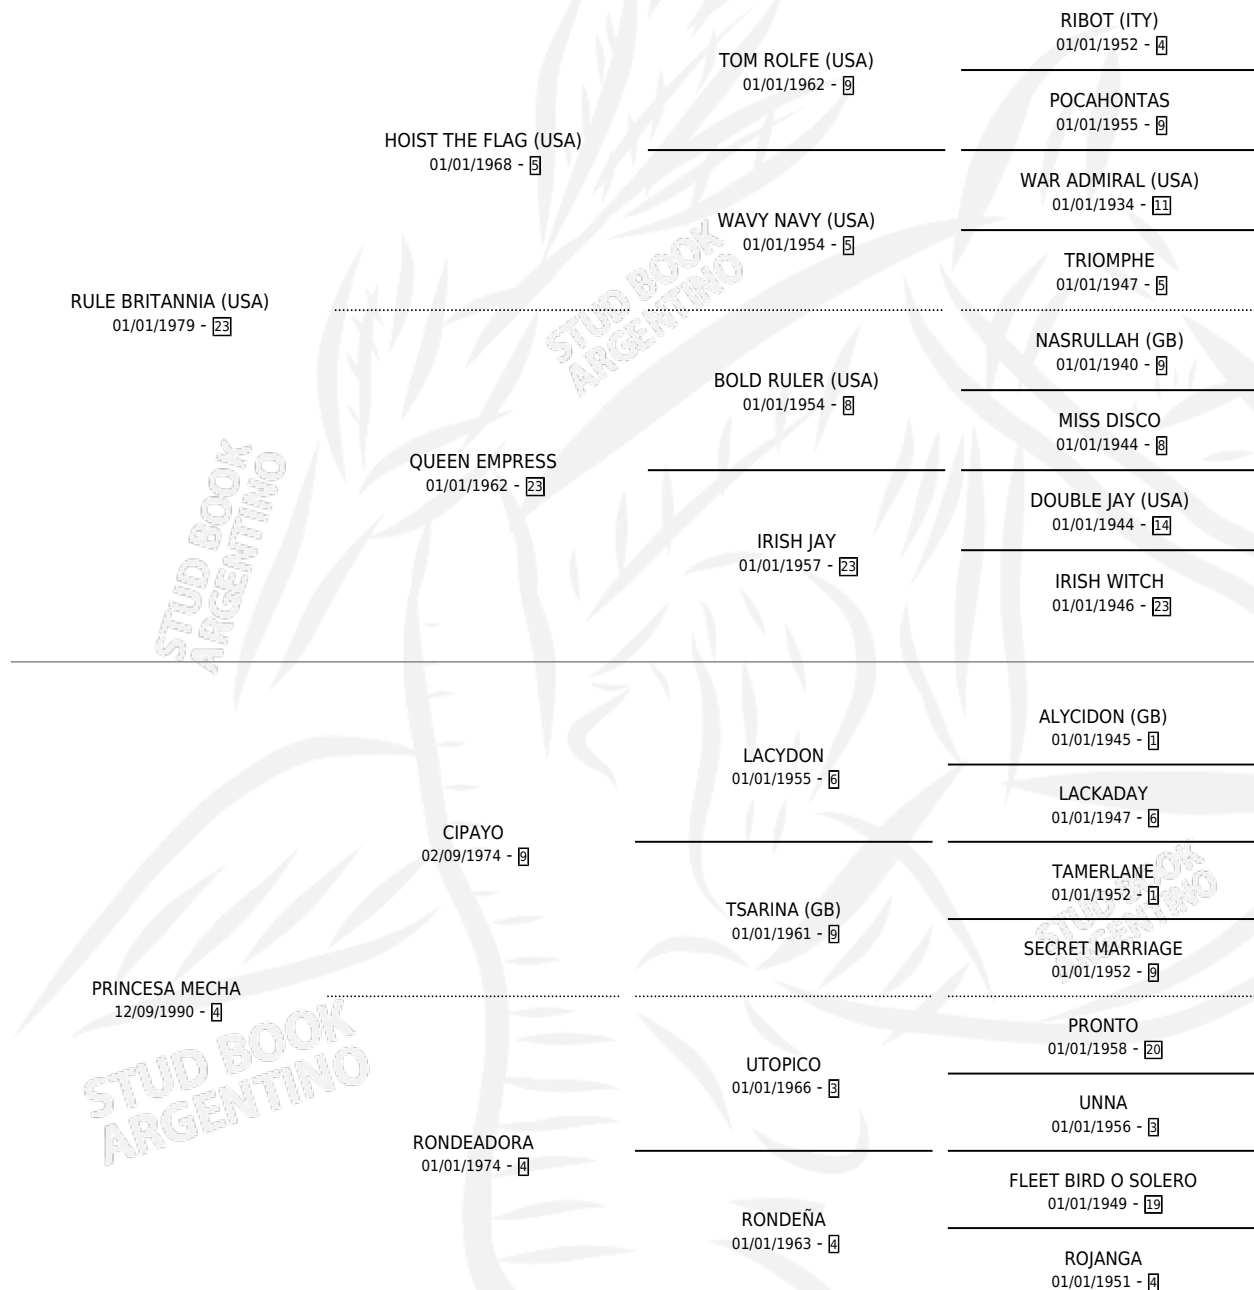 RIBOT (ITY)
01/01/1952 - 4
TOM ROLFE (USA)
01/01/1962 - 9
POCAHONTAS
01/01/1955 - 9
HOIST THE FLAG (USA)
01/01/1968 - 5
WAR ADMIRAL (USA)
01/01/1934 - 11
WAVY NAVY (USA)
01/01/1954 - 5
TRIOMPHE
01/01/1947 - 5
RULE BRITANNIA (USA)
01/01/1979 - 23
NASRULLAH (GB)
01/01/1940 - 9
BOLD RULER (USA)
01/01/1954 - 8
MISS DISCO
01/01/1944 - 8
QUEEN EMPRESS
01/01/1962 - 23
DOUBLE JAY (USA)
01/01/1944 - 14
IRISH JAY
01/01/1957 - 23
IRISH WITCH
01/01/1946 - 23
ALYCIDON (GB)
01/01/1945 - 1
LACYDON
01/01/1955 - 6
LACKADAY
01/01/1947 - 6
CIPAYO
02/09/1974 - 9
TAMERLANE
01/01/1952 - 1
TSARINA (GB)
01/01/1961 - 9
SECRET MARRIAGE
01/01/1952 - 9
PRINCESA MECHA
12/09/1990 - 4
PRONTO
01/01/1958 - 20
UTOPICO
01/01/1966 - 3
UNNA
01/01/1956 - 3
RONDEADORA
01/01/1974 - 4
FLEET BIRD O SOLERO
01/01/1949 - 19
RONDEÑA
01/01/1963 - 4
ROJANGA
01/01/1951 - 4
STUD BOOK
ARGENTINO
STUD BOOK
ARGENTINO
STUD BOOK
ARGENTINO
STUD BOOK
ARGENTINO